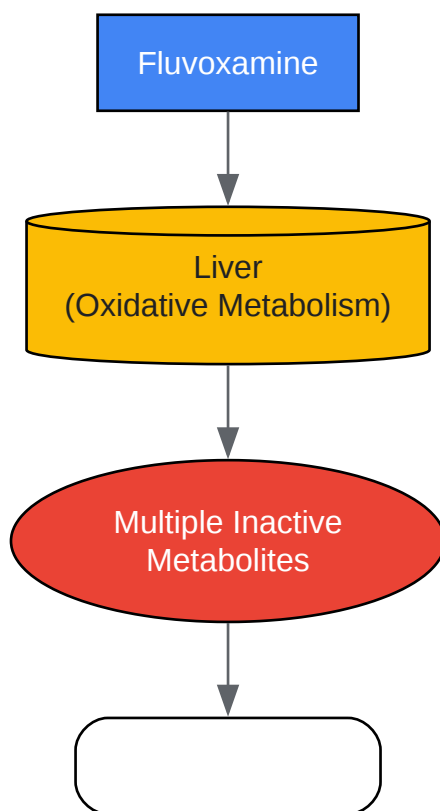 Fluvoxamine
Liver
(Oxidative Metabolism)
Multiple Inactive
Metabolites